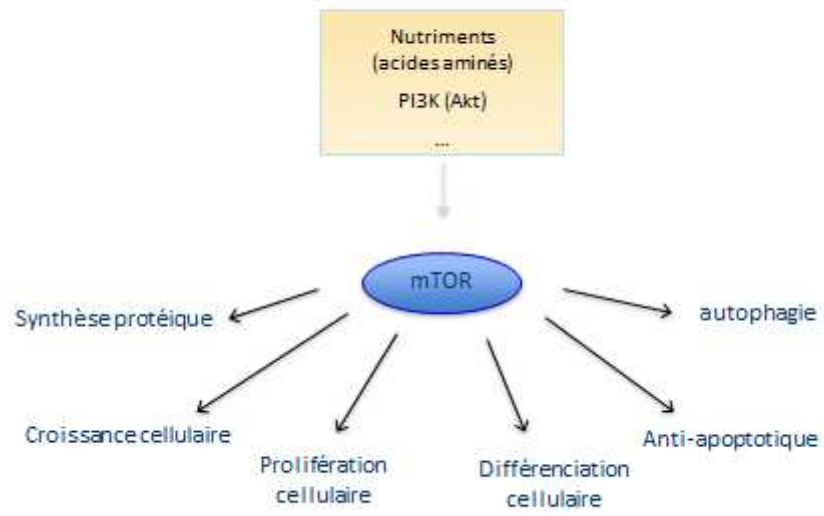 Nutriments
(acides aminés)
PI3K (Akt)
...
mTOR
Synthèse protéique
autophagie
Croissance cellulaire
Anti-apoptotique
Prolifération
cellulaire
Différenciation
cellulaire